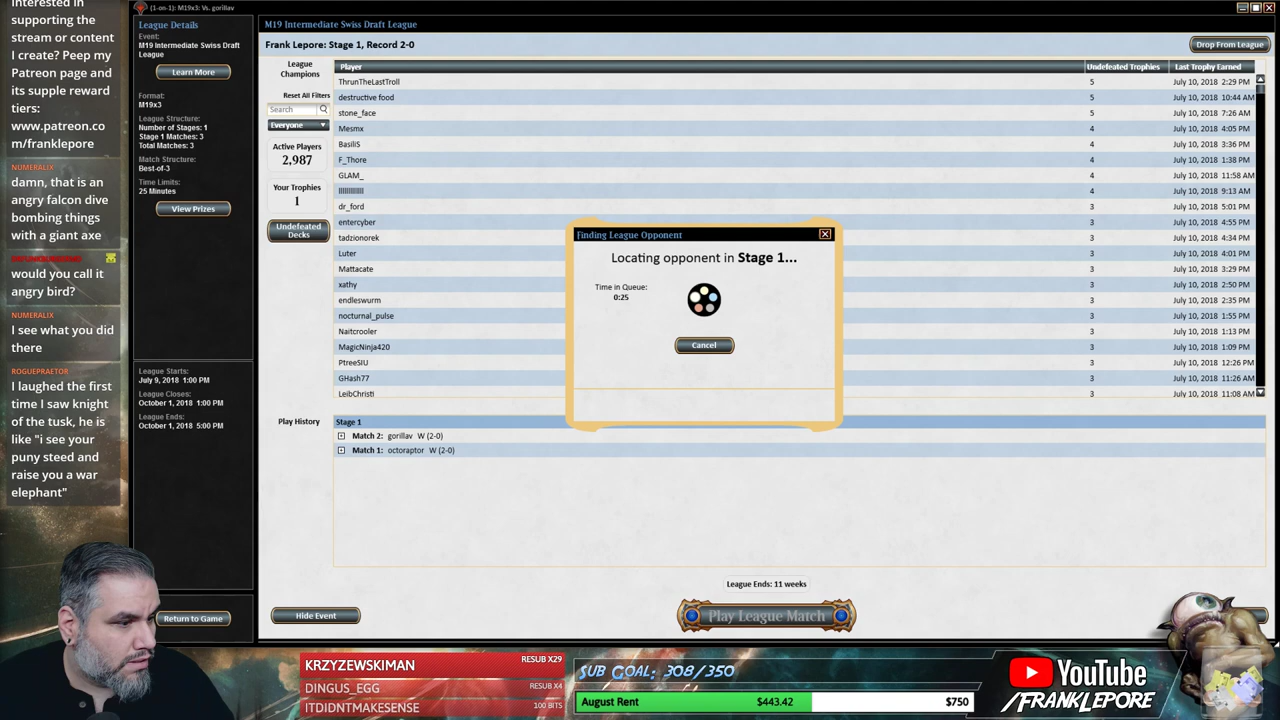 Interested in
supporting the
stream or content
I create? Peep my
Patreon page and
its supple reward
tiers:
www.patreon.co
m/franklepore
NUMERALIX
damn, that is an
angry falcon dive
bombing things
with a giant axe
would you call it
angry bird?
NUMERALIX
I see what you did
there
ROGUEPRAETOR
I laughed the first
time I saw knight
of the tusk, he is
like "i see your
puny steed and
raise you a war
elephant"
(1-on-1): M19x3: Vs. gorillav
League Details
Event:
M19 Intermediate Swiss Draft
League
Learn More
Format:
M19x3
League Structure:
Number of Stages: 1
Stage 1 Matches: 3
Total Matches: 3
Match Structure:
Best-of-3
Time Limits:
25 Minutes
View Prizes
League Starts:
July 9, 2018 1:00 PM
League Closes:
October 1, 2018 1:00 PM
League Ends:
October 1, 2018 5:00 PM
Return to Game
M19 Intermediate Swiss Draft League
Frank Lepore: Stage 1, Record 2-0
Drop From League
League
Champions
Reset All Filters
Search
Everyone
Active Players
2,987
Your Trophies
1
Undefeated
Decks
Player Undefeated Trophies Last Trophy Earned
ThrunTheLastTroll 5 July 10, 2018 2:29 PM
destructive food 5 July 10, 2018 10:44 AM
stone_face 5 July 10, 2018 7:26 AM
Mesmx 4 July 10, 2018 4:05 PM
BasiliS 4 July 10, 2018 3:36 PM
F_Thore 4 July 10, 2018 1:38 PM
GLAM_ 4 July 10, 2018 11:58 AM
4 July 10, 2018 9:13 AM
dr_ford 3 July 10, 2018 5:01 PM
entercyber 3 July 10, 2018 4:55 PM
tadzionorek 3 July 10, 2018 4:34 PM
Luter 3 July 10, 2018 4:01 PM
Mattacate 3 July 10, 2018 3:29 PM
xathy 3 July 10, 2018 2:50 PM
endleswurm 3 July 10, 2018 2:35 PM
nocturnal_pulse 3 July 10, 2018 1:55 PM
Naitcrooler 3 July 10, 2018 1:13 PM
MagicNinja420 3 July 10, 2018 1:09 PM
PtreeSIU 3 July 10, 2018 12:26 PM
GHash77 3 July 10, 2018 11:26 AM
LeibChristi 3 July 10, 2018 11:08 AM
Finding League Opponent
Locating opponent in Stage 1...
Time in Queue:
0:25
Cancel
Play History
Stage 1
Match 2: gorillav W (2-0)
Match 1: octoraptor W (2-0)
League Ends: 11 weeks
Hide Event
Play League Match
KRZYZEWSKIMAN RESUB X29
DINGUS_EGG RESUB X4
ITDIDNTMAKESENSE 100 BITS
SUB GOAL: 308/350
August Rent $443.42 $750
YouTube
/FRANKLEPORE